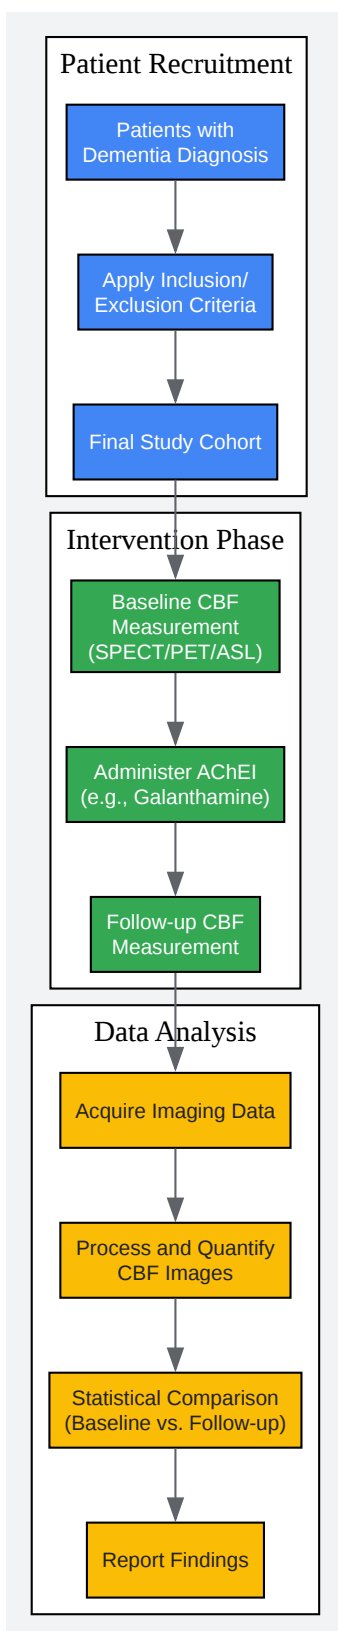 Patient Recruitment
Patients with
Dementia Diagnosis
Apply Inclusion/
Exclusion Criteria
Final Study Cohort
Intervention Phase
Baseline CBF
Measurement
(SPECT/PET/ASL)
Administer AChEI
(e.g., Galanthamine)
Follow-up CBF
Measurement
Data Analysis
Acquire Imaging Data
Process and Quantify
CBF Images
Statistical Comparison
(Baseline vs. Follow-up)
Report Findings